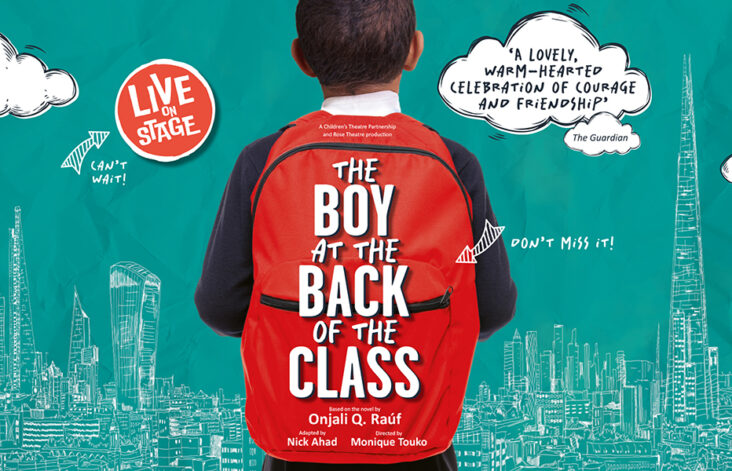 LIVE
ON
STAGE
CAN'T
WAIT!
'A LOVELY,
WARM-HEARTED
CELEBRATION OF COURAGE
AND FRIENDSHIP'
The Guardian
A Children's Theatre Partnership
and Rose Theatre production
THE
BOY
AT THE
BACK
OF THE
CLASS
DON'T MISS IT!
Based on the novel by
Onjali Q. Raúf
Adapted by
Nick Ahad
Directed by
Monique Touko